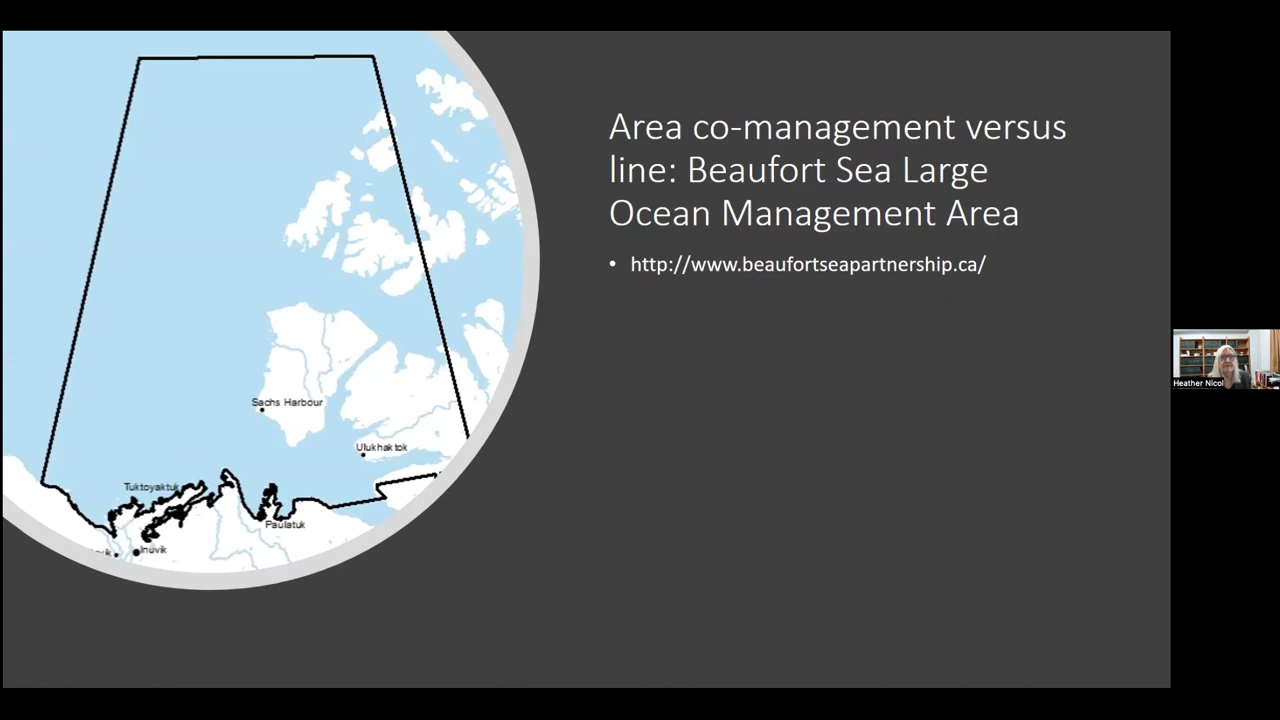 Area co-management versus
line: Beaufort Sea Large
Ocean Management Area
• http://www.beaufortseapartnership.ca/
Sachs Harbour
Ulukhaktok
Tuktoyaktuk
Paulatuk
Inuvik
Heather Nicol